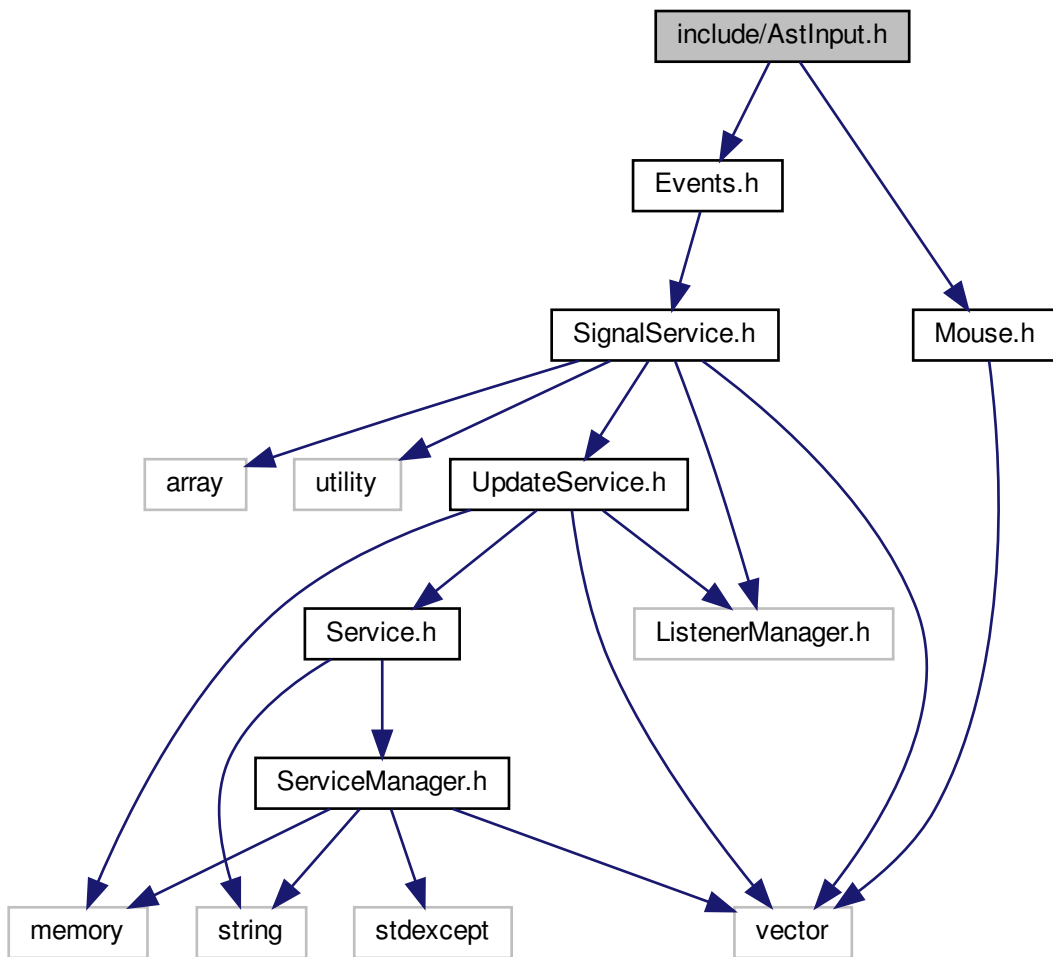 include/AstInput.h
Events.h
SignalService.h
Mouse.h
array
utility
UpdateService.h
Service.h
ListenerManager.h
ServiceManager.h
memory
string
stdexcept
vector